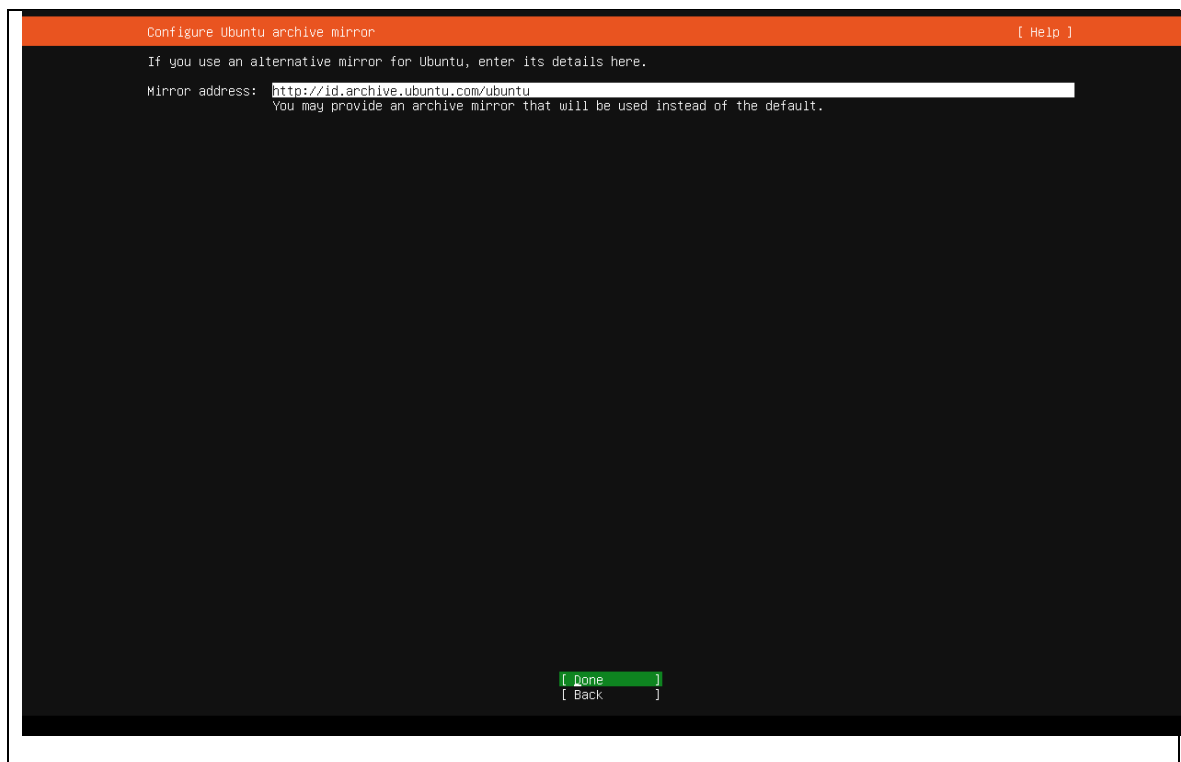 Configure Ubuntu archive mirror [ Help ]
If you use an alternative mirror for Ubuntu, enter its details here.
Mirror address: http://id.archive.ubuntu.com/ubuntu
You may provide an archive mirror that will be used instead of the default.
[ Done ]
[ Back ]